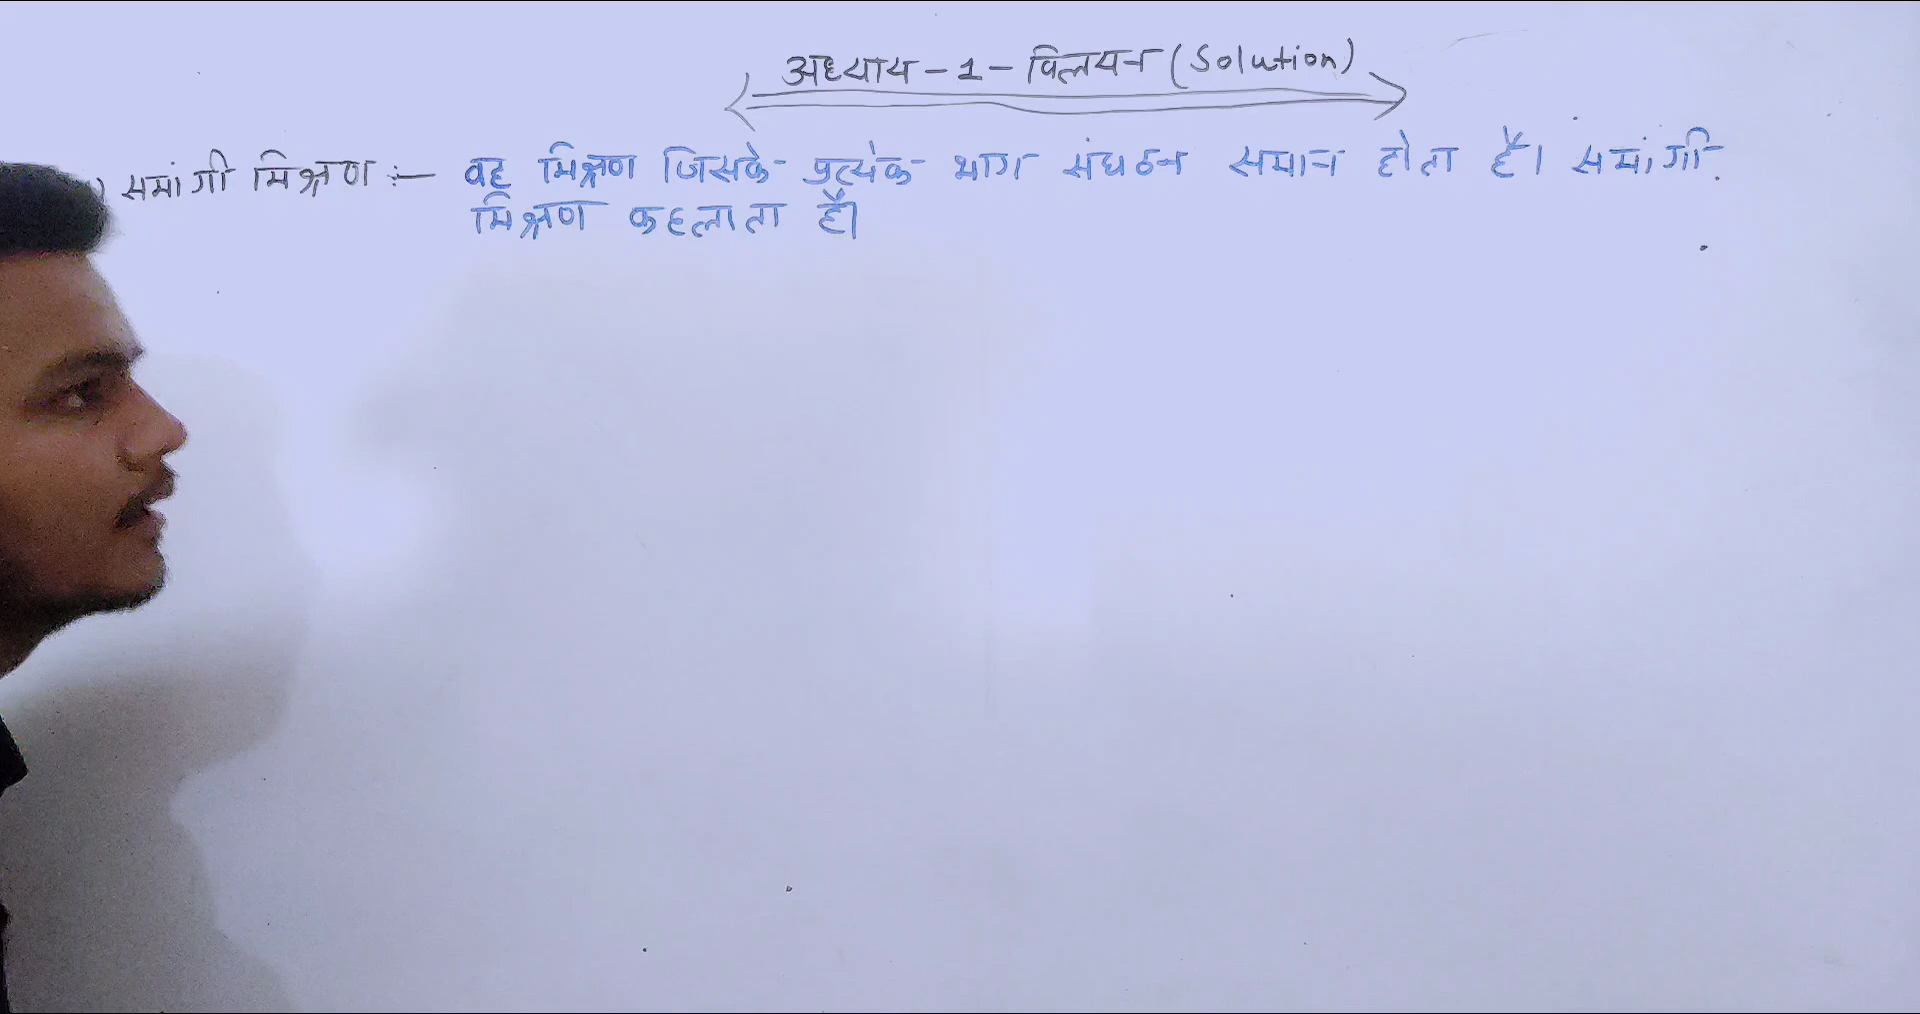 अध्याय-1-विलयन (Solution)
समांगी मिश्रण :- वह मिश्रण जिसके प्रत्येक भाग संघठन समान होता है। समांगी
मिश्रण कहलाता है।